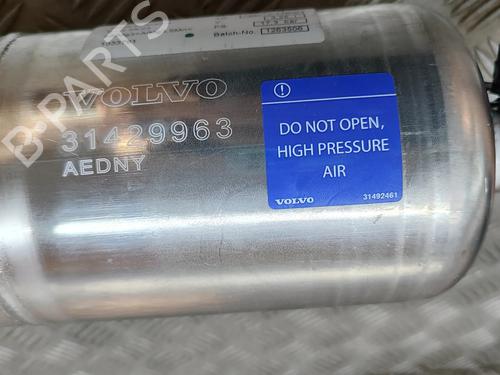 Batch-No. 1263506
VOLVO
31429963
AEDNY
DO NOT OPEN,
HIGH PRESSURE
AIR
VOLVO 31492461
B-PARTS